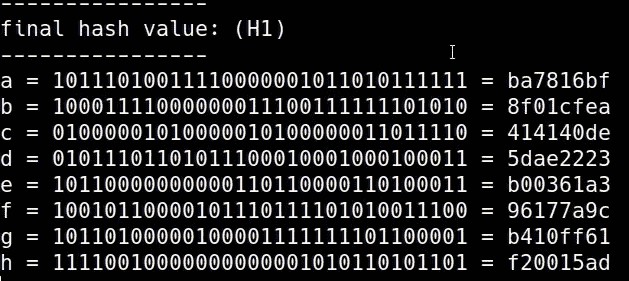 ----------------
final hash value: (H1)
----------------
a = 10111010011110000001011010111111 = ba7816bf
b = 10001111000000011100111111101010 = 8f01cfea
c = 01000001010000010100000011011110 = 414140de
d = 01011101101011100010001000100011 = 5dae2223
e = 10110000000000110110000110100011 = b00361a3
f = 10010110000101110111101010011100 = 96177a9c
g = 10110100000100001111111101100001 = b410ff61
h = 11110010000000000001010110101101 = f20015ad